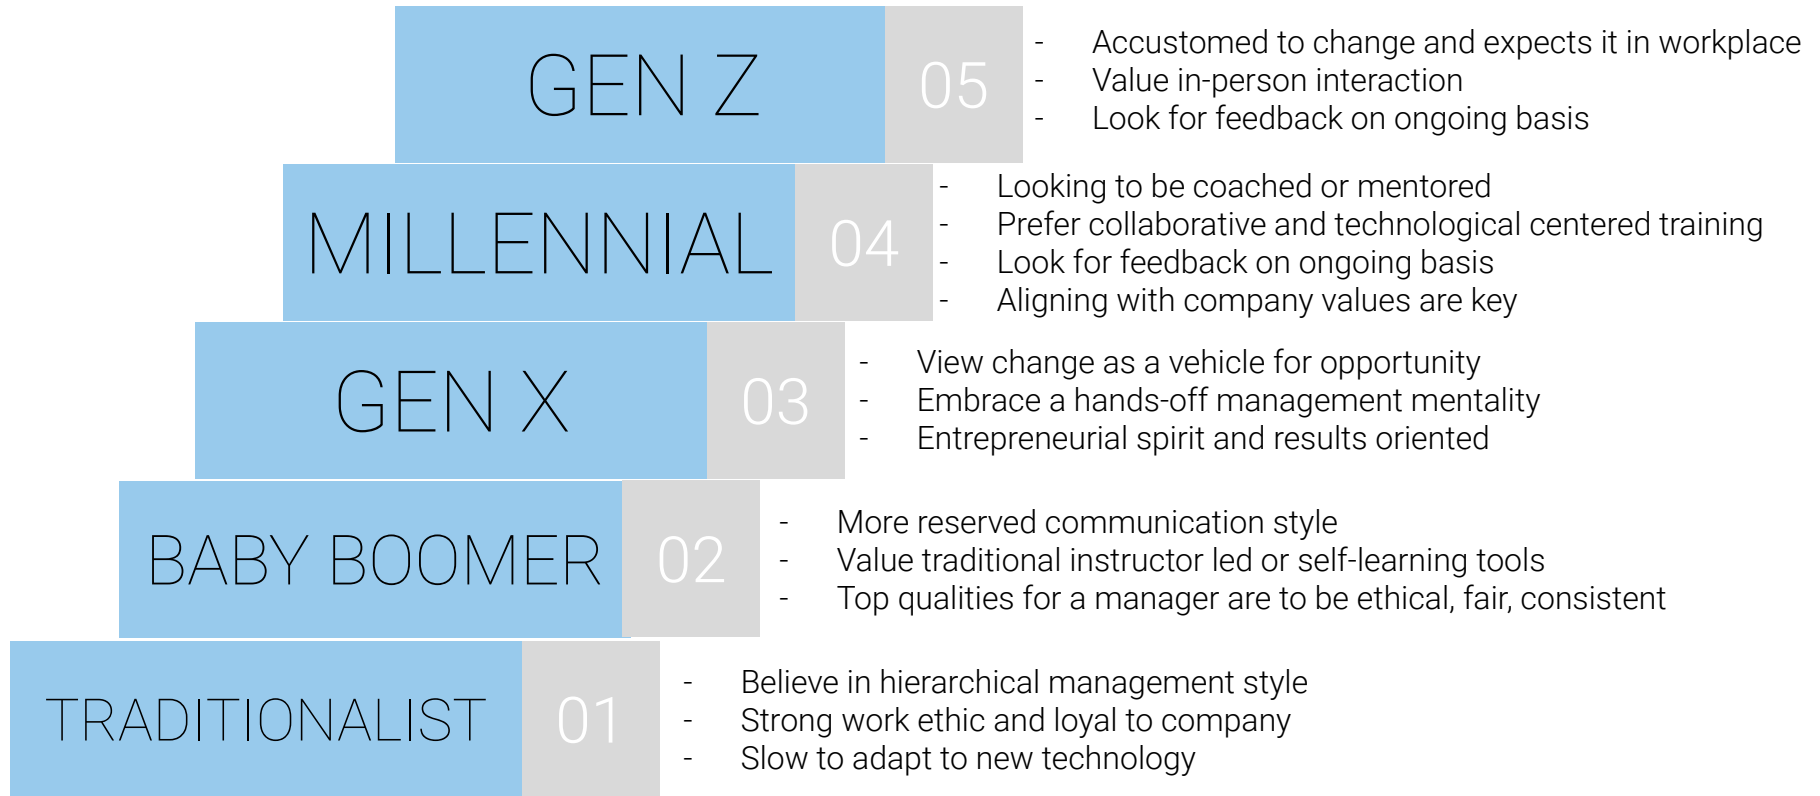 GEN Z
05
- Accustomed to change and expects it in workplace
- Value in-person interaction
- Look for feedback on ongoing basis
MILLENNIAL
04
- Looking to be coached or mentored
- Prefer collaborative and technological centered training
- Look for feedback on ongoing basis
- Aligning with company values are key
GEN X
03
- View change as a vehicle for opportunity
- Embrace a hands-off management mentality
- Entrepreneurial spirit and results oriented
BABY BOOMER
02
- More reserved communication style
- Value traditional instructor led or self-learning tools
- Top qualities for a manager are to be ethical, fair, consistent
TRADITIONALIST
01
- Believe in hierarchical management style
- Strong work ethic and loyal to company
- Slow to adapt to new technology